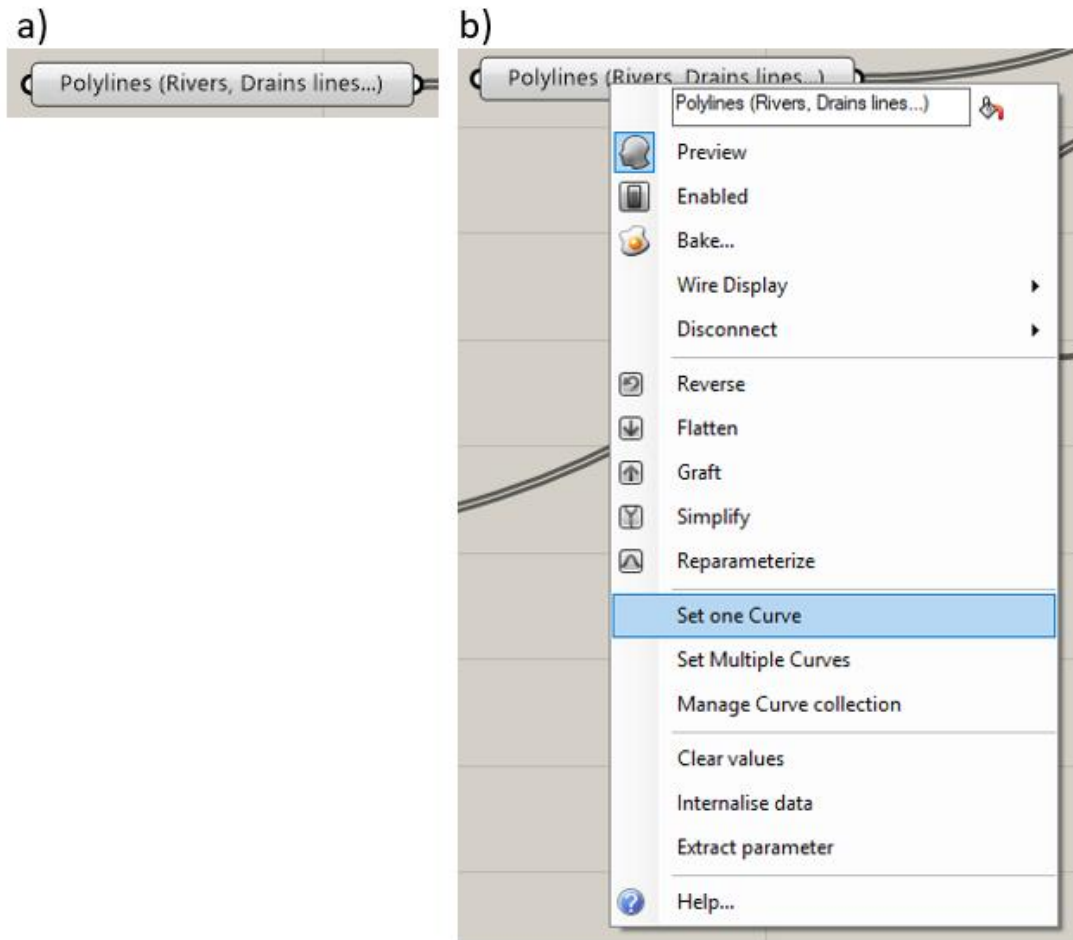 a)
Polylines (Rivers, Drains lines...)
b)
Polylines (Rivers, Drains lines...)
Polylines (Rivers, Drains lines...)
Preview
Enabled
Bake...
Wire Display
Disconnect
Reverse
Flatten
Graft
Simplify
Reparameterize
Set one Curve
Set Multiple Curves
Manage Curve collection
Clear values
Internalise data
Extract parameter
Help...